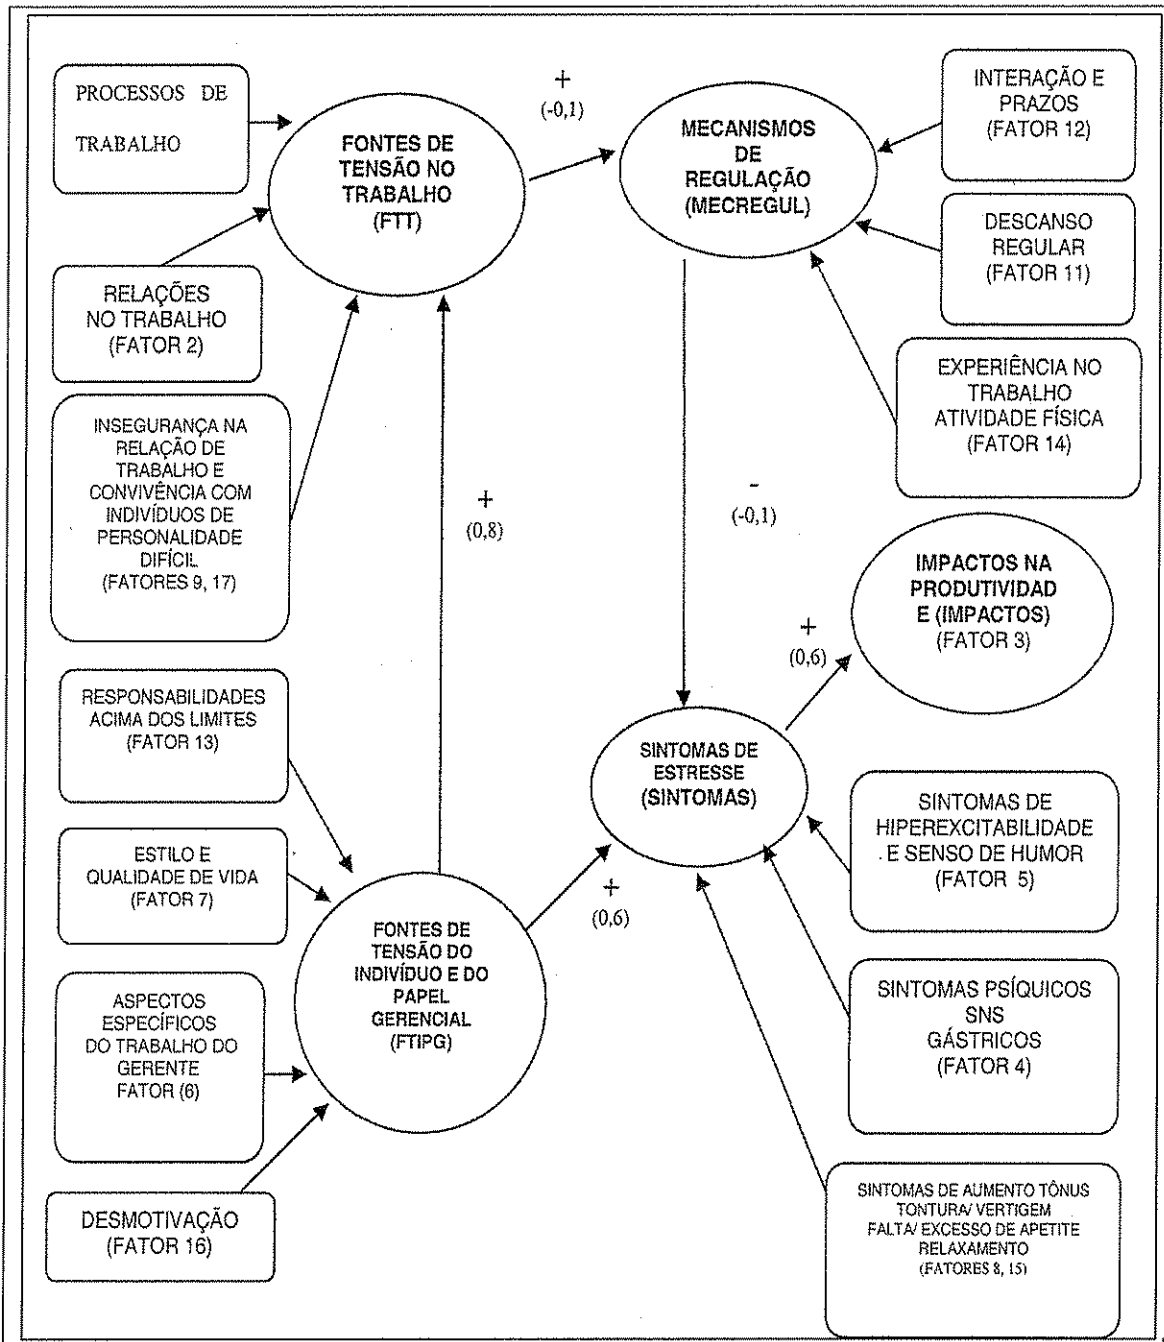 PROCESSOS DE
TRABALHO
FONTES DE
TENSÃO NO
TRABALHO
(FTT)
+
(-0,1)
MECANISMOS
DE
REGULAÇÃO
(MECREGUL)
INTERAÇÃO E
PRAZOS
(FATOR 12)
DESCANSO
REGULAR
(FATOR 11)
RELAÇÕES
NO TRABALHO
(FATOR 2)
EXPERIÊNCIA NO
TRABALHO
ATIVIDADE FÍSICA
(FATOR 14)
INSEGURANÇA NA
RELAÇÃO DE
TRABALHO E
CONVIVÊNCIA COM
INDIVÍDUOS DE
PERSONALIDADE
DIFÍCIL
(FATORES 9, 17)
+
(0,8)
-
(-0,1)
IMPACTOS NA
PRODUTIVIDAD
E (IMPACTOS)
(FATOR 3)
+
(0,6)
RESPONSABILIDADES
ACIMA DOS LIMITES
(FATOR 13)
SINTOMAS DE
ESTRESSE
(SINTOMAS)
ESTILO E
QUALIDADE DE VIDA
(FATOR 7)
SINTOMAS DE
HIPEREXCITABILIDADE
E SENSO DE HUMOR
(FATOR 5)
+
(0,6)
FONTES DE
TENSÃO DO
INDIVÍDUO E DO
PAPEL
GERENCIAL
(FTIPG)
ASPECTOS
ESPECÍFICOS
DO TRABALHO DO
GERENTE
FATOR (6)
SINTOMAS PSÍQUICOS
SNS
GÁSTRICOS
(FATOR 4)
DESMOTIVAÇÃO
(FATOR 16)
SINTOMAS DE AUMENTO TÔNUS
TONTURA/ VERTIGEM
FALTA/ EXCESSO DE APETITE
RELAXAMENTO
(FATORES 8, 15)